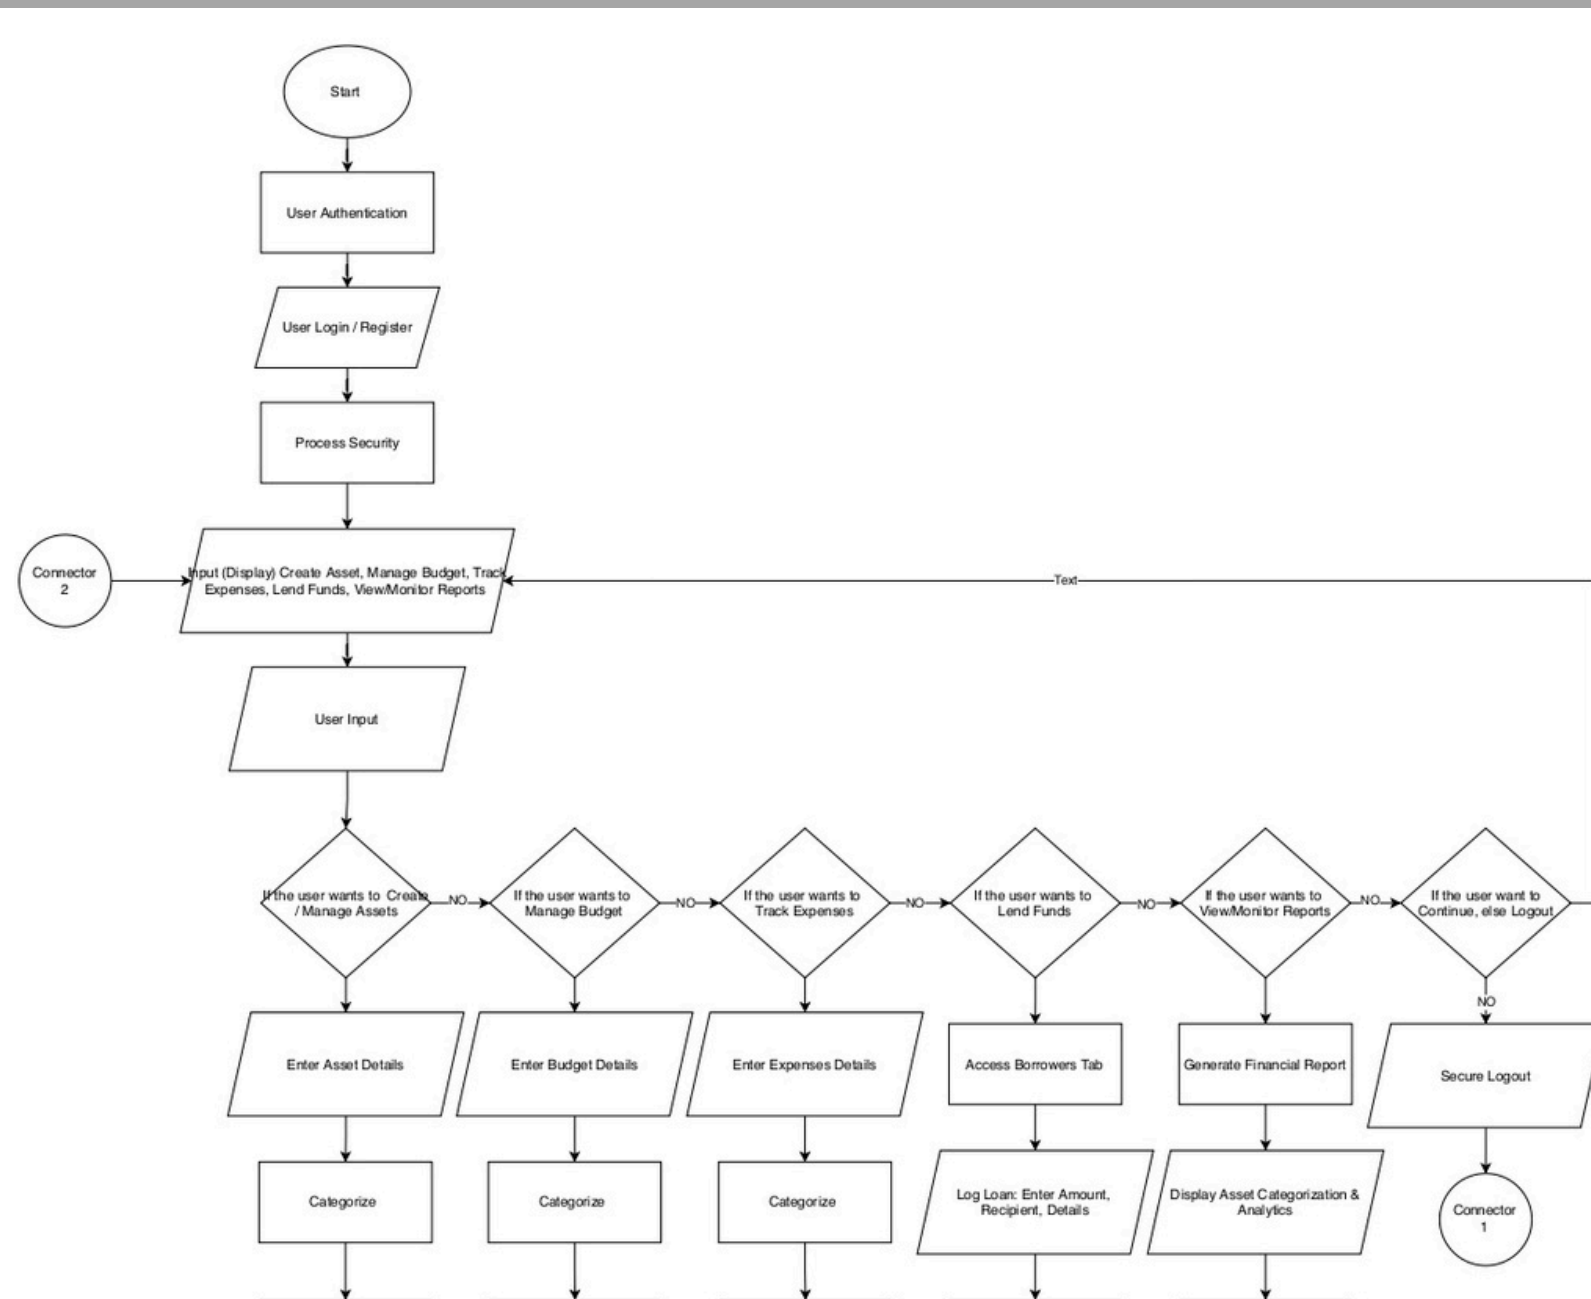 Start
User Authentication
User Login / Register
Process Security
Connector
2
Input (Display) Create Asset, Manage Budget, Track
Expenses, Lend Funds, View/Monitor Reports
Text
User Input
If the user wants to Create
/ Manage Assets
NO
If the user wants to
Manage Budget
NO
If the user wants to
Track Expenses
NO
If the user wants to
Lend Funds
NO
If the user wants to
View/Monitor Reports
NO
If the user want to
Continue, else Logout
NO
Enter Asset Details
Enter Budget Details
Enter Expenses Details
Access Borrowers Tab
Generate Financial Report
Secure Logout
Categorize
Categorize
Categorize
Log Loan: Enter Amount,
Recipient, Details
Display Asset Categorization &
Analytics
Connector
1